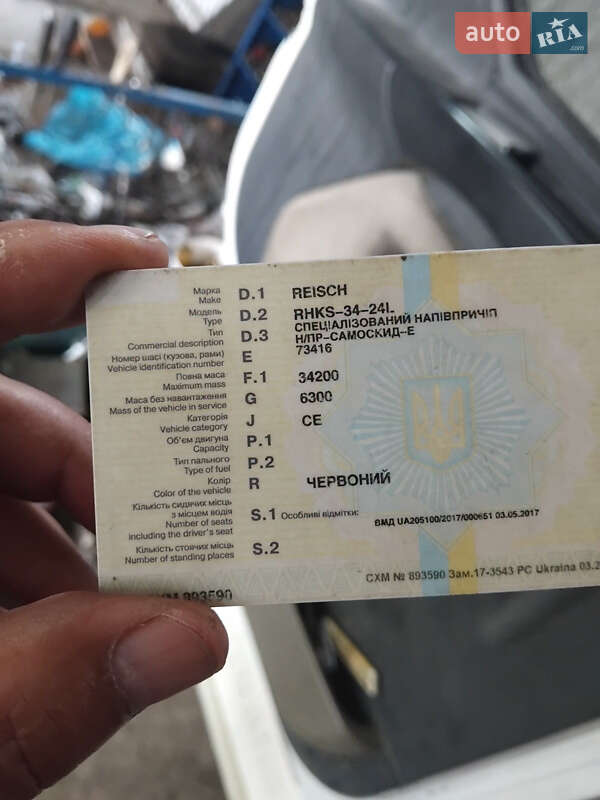 auto RIA .com
Марка D.1 REISCH
Make
Модель D.2 RHKS-34-24L
Type СПЕЦІАЛІЗОВАНИЙ НАПІВПРИЧІП
Тип D.3 Н/ПР-САМОСКИД-Е
Commercial description
Номер шасі (кузова, рами) E 73416
Vehicle identification number
Повна маса F.1 34200
Maximum mass
Маса без навантаження G 6300
Mass of the vehicle in service
Категорія J CE
Vehicle category
Об'єм двигуна P.1
Capacity
Тип пального P.2
Type of fuel
Колір R ЧЕРВОНИЙ
Color of the vehicle
Кількість сидячих місць
з місцем водія S.1 Особливі відмітки:
Number of seats ВМД UA205100/2017/000651 03.05.2017
including the driver's seat
Кількість стоячих місць S.2
Number of standing places
СХМ № 893590 Зам.17-3543 РС Ukraina 03.2
893590